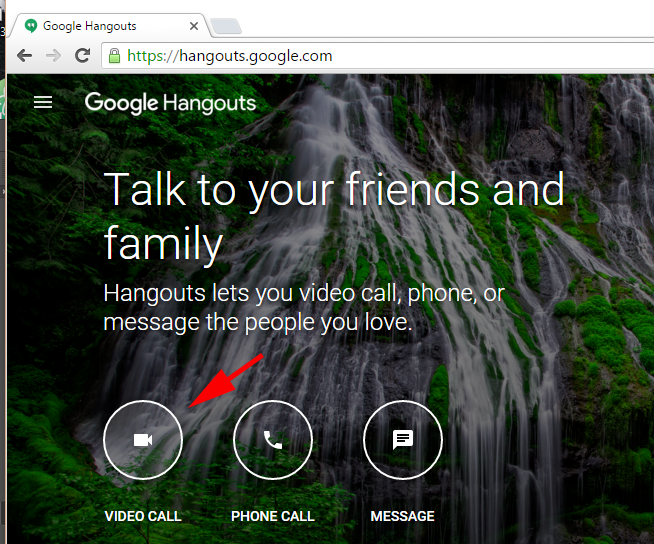 Google Hangouts
https://hangouts.google.com
Google Hangouts
Talk to your friends and
family
Hangouts lets you video call, phone, or
message the people you love.
VIDEO CALL PHONE CALL MESSAGE